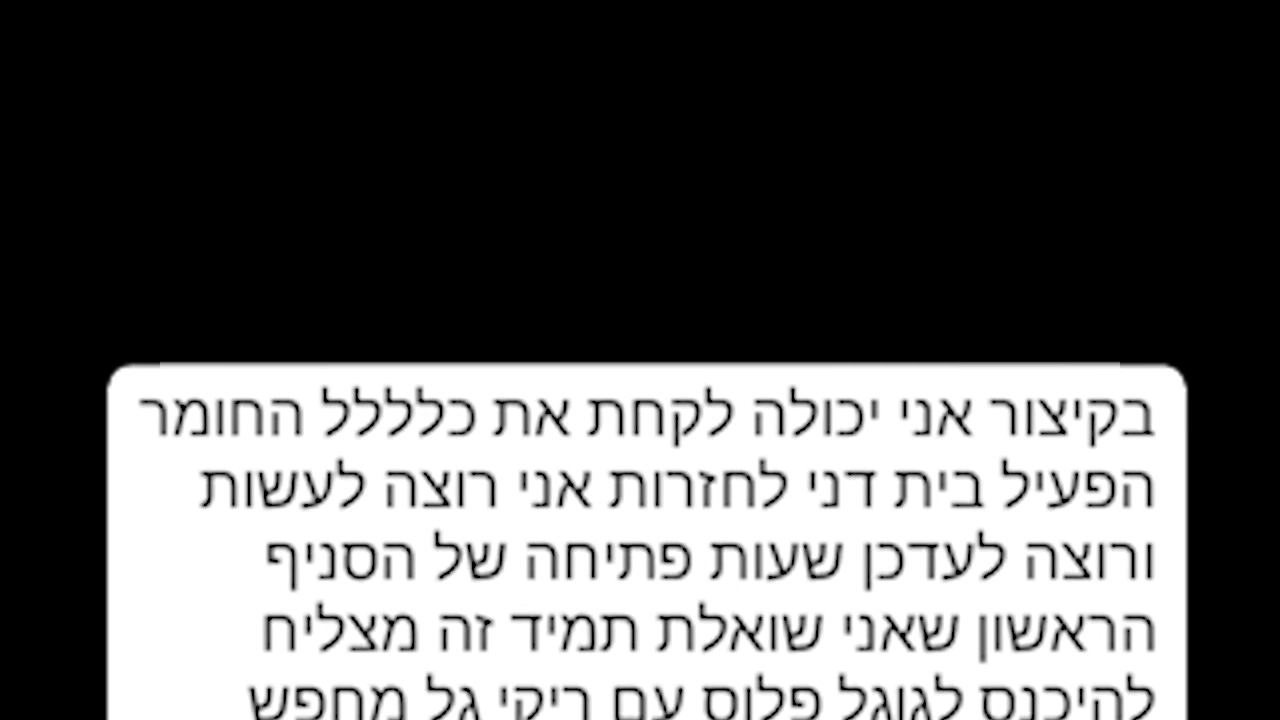 בקיצור אני יכולה לקחת את כללללל החומר
הפעיל בית דני לחזרות אני רוצה לעשות
ורוצה לעדכן שעות פתיחה של הסניף
הראשון שאני שואלת תמיד זה מצליח
להיכנס לגוגל פלוס עם ריקי גל מחפש